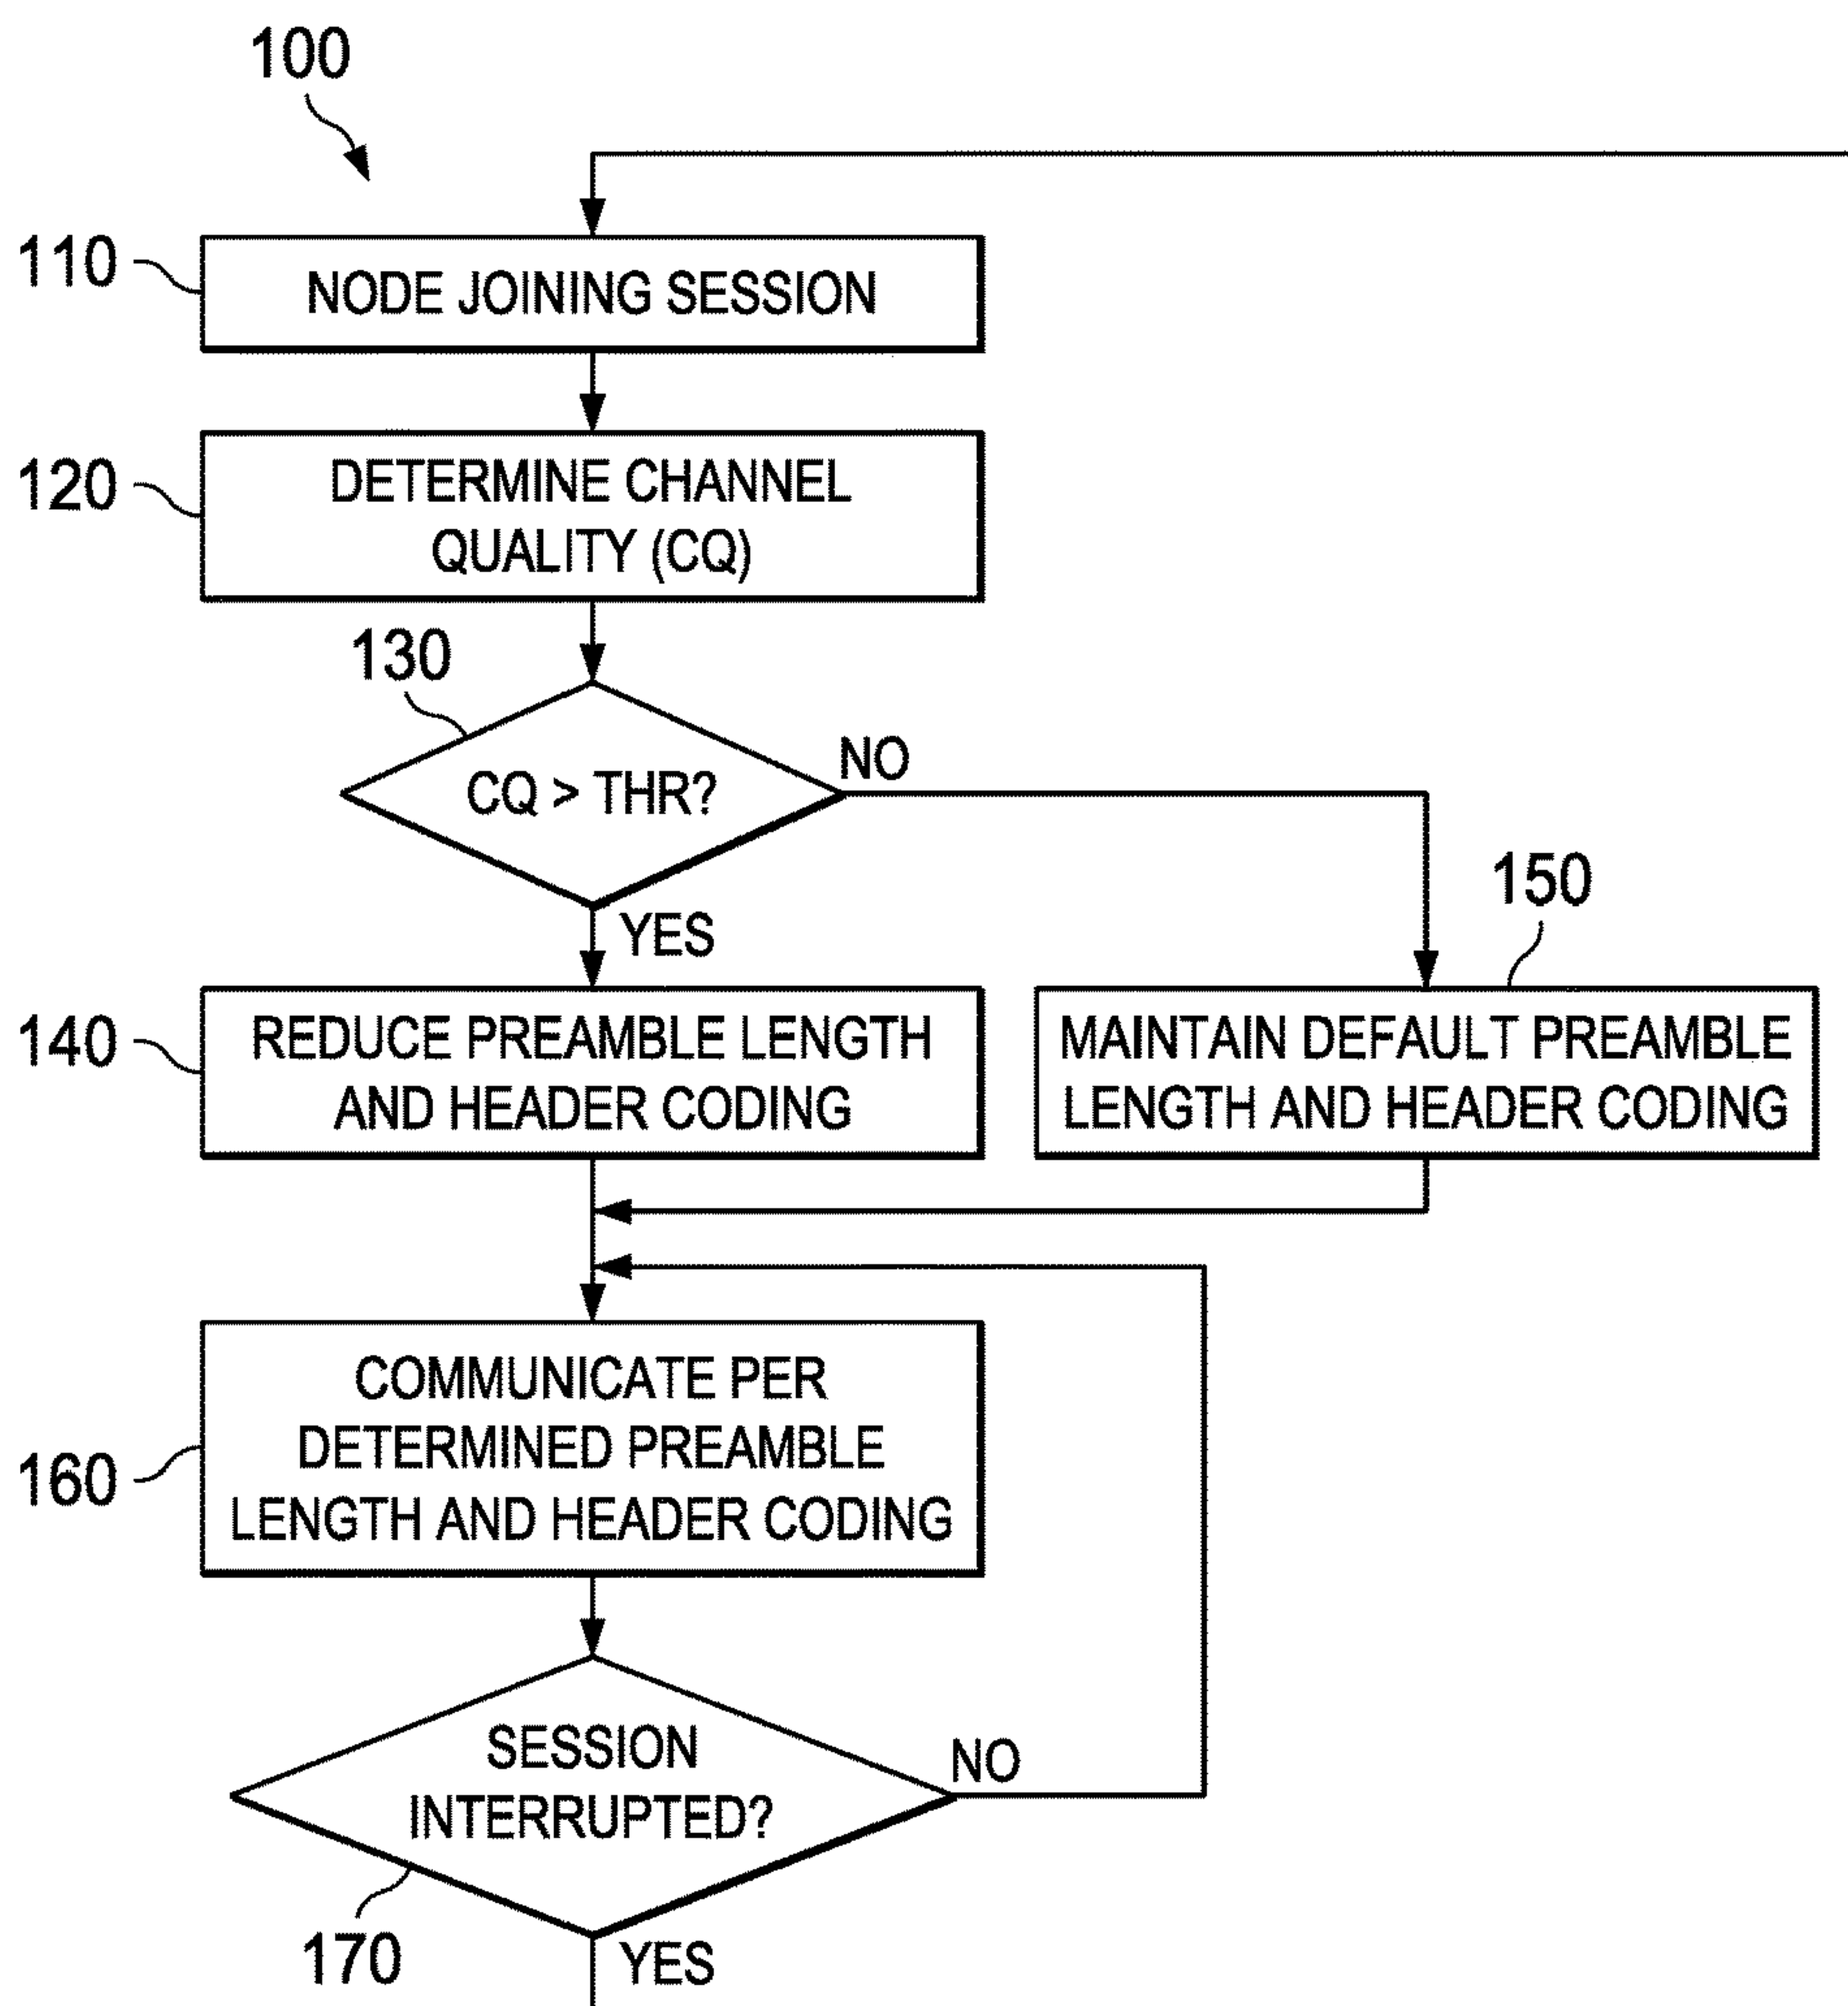 100
110
NODE JOINING SESSION
120
DETERMINE CHANNEL
QUALITY (CQ)
130
CQ > THR?
NO
YES
150
140
REDUCE PREAMBLE LENGTH
AND HEADER CODING
MAINTAIN DEFAULT PREAMBLE
LENGTH AND HEADER CODING
160
COMMUNICATE PER
DETERMINED PREAMBLE
LENGTH AND HEADER CODING
SESSION
INTERRUPTED?
NO
170
YES